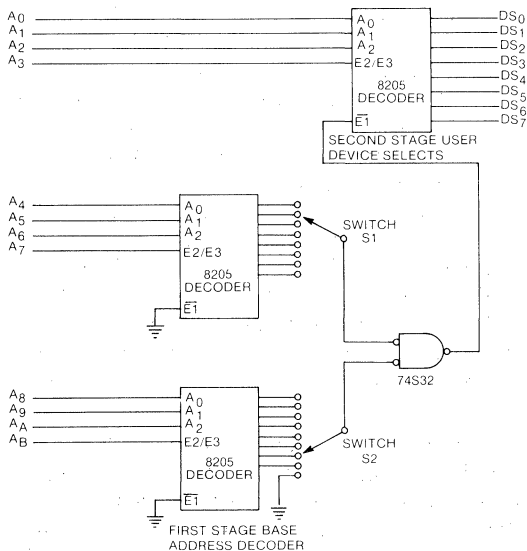 A0 A0 DS0
A1 A1 DS1
A2 A2 DS2
A3 E2/E3 DS3
8205 DS4
DECODER DS5
DS6
E1 DS7
SECOND STAGE USER
DEVICE SELECTS
A4 A0
A5 A1
A6 A2
A7 E2/E3
8205
DECODER
E1
SWITCH
S1
74S32
A8 A0
A9 A1
AA A2
AB E2/E3
8205
DECODER
E1
SWITCH
S2
FIRST STAGE BASE
ADDRESS DECODER